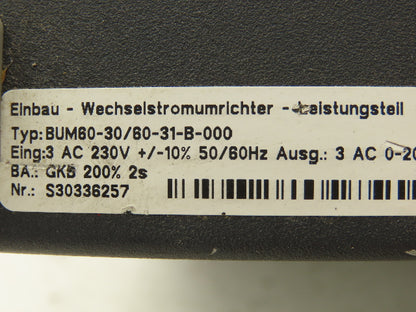 Einbau - Wechselstromumrichter - Leistungsteil
Typ:BUM60-30/60-31-B-000
Eing:3 AC 230V +/-10% 50/60Hz Ausg.: 3 AC 0-20
BA.: GK5 200% 2s
Nr.: S30336257